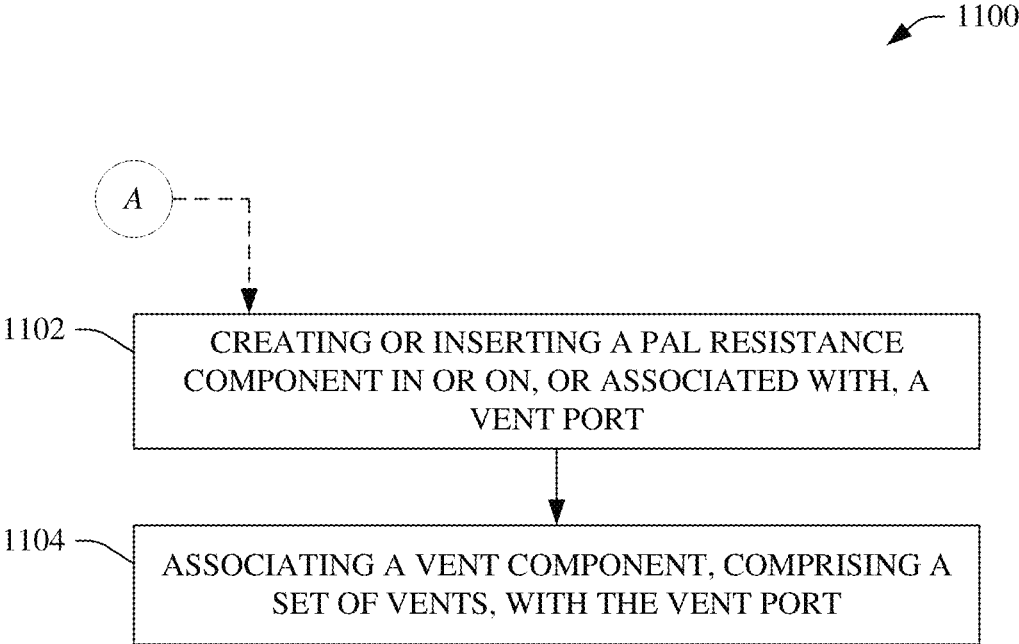 1100
A
1102
CREATING OR INSERTING A PAL RESISTANCE
COMPONENT IN OR ON, OR ASSOCIATED WITH, A
VENT PORT
1104
ASSOCIATING A VENT COMPONENT, COMPRISING A
SET OF VENTS, WITH THE VENT PORT